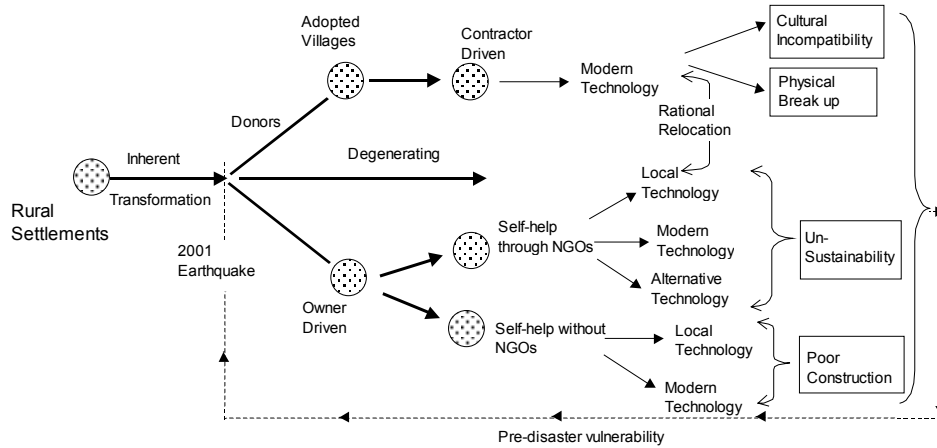 Adopted
Villages
Contractor
Driven
Cultural
Incompatibility
Modern
Technology
Physical
Break up
Donors
Rational
Relocation
Inherent
Transformation
Degenerating
Local
Technology
Rural
Settlements
2001
Earthquake
Self-help
through NGOs
Modern
Technology
Un-
Sustainability
Alternative
Technology
Owner
Driven
Self-help without
NGOs
Local
Technology
Poor
Construction
Modern
Technology
Pre-disaster vulnerability